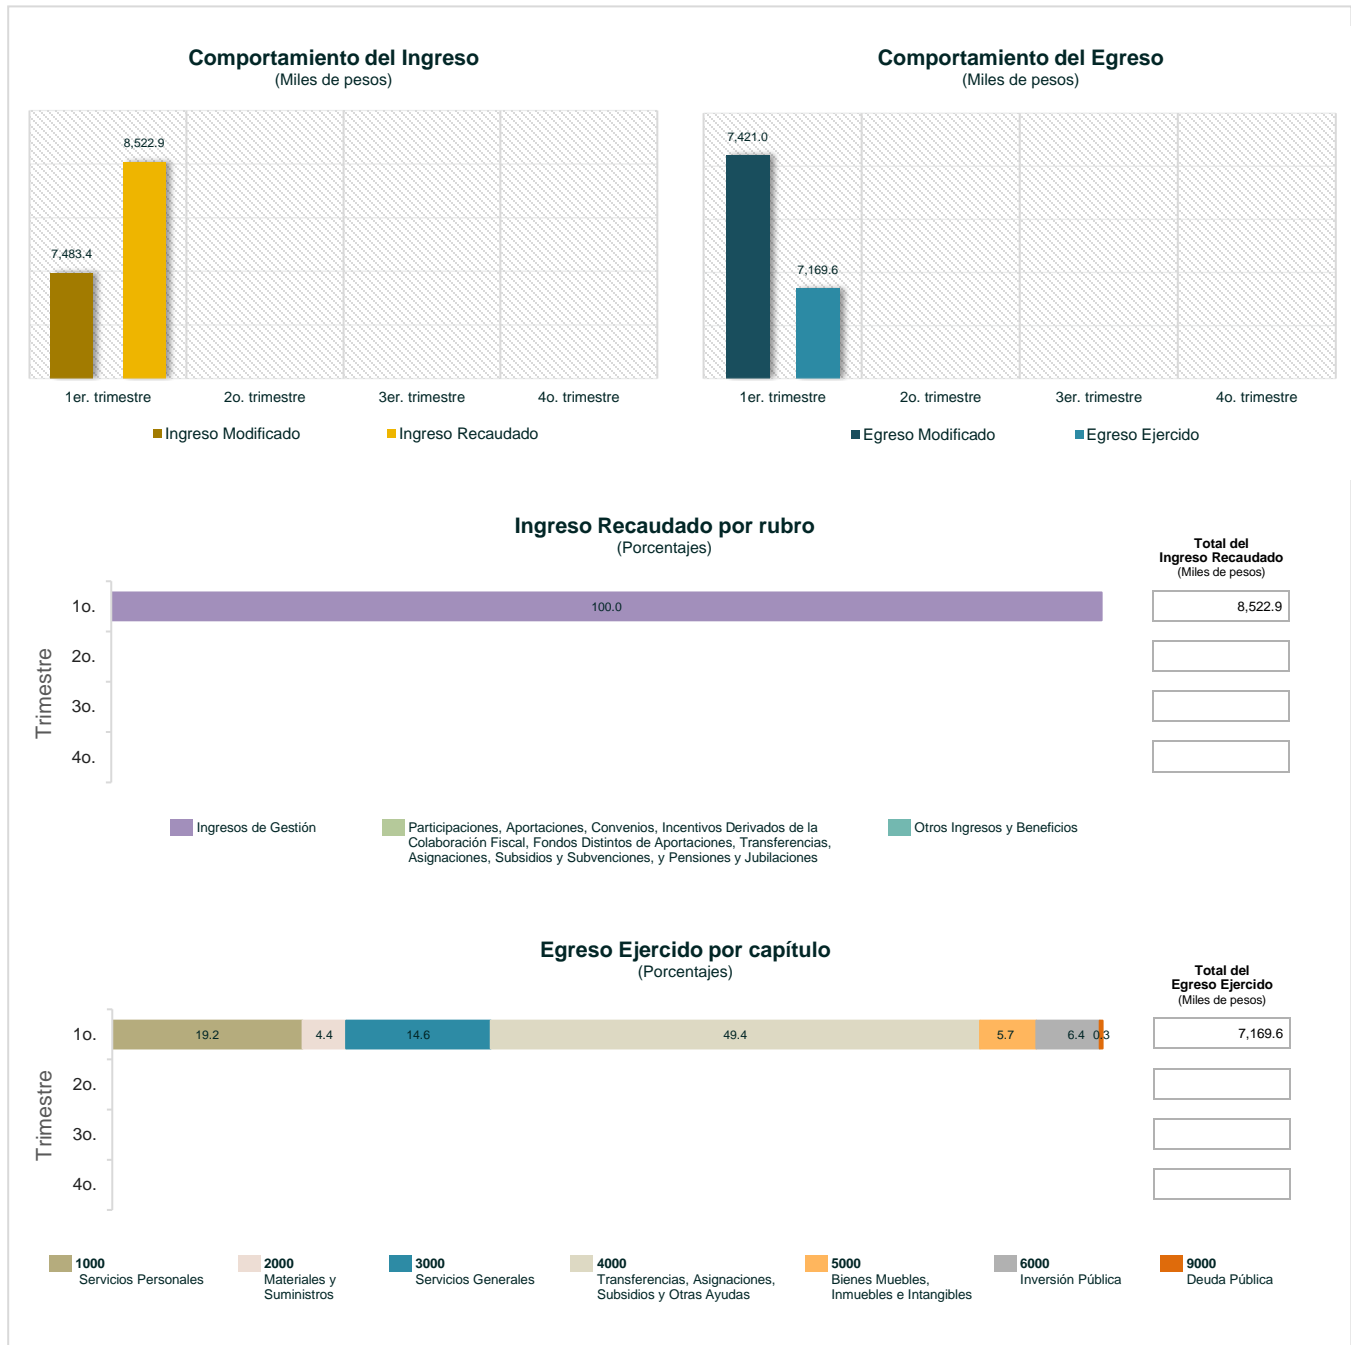 Comportamiento del Ingreso
(Miles de pesos)
8,522.9
7,483.4
1er. trimestre
2o. trimestre
3er. trimestre
4o. trimestre
Ingreso Modificado
Ingreso Recaudado
Comportamiento del Egreso
(Miles de pesos)
7,421.0
7,169.6
1er. trimestre
2o. trimestre
3er. trimestre
4o. trimestre
Egreso Modificado
Egreso Ejercido
Ingreso Recaudado por rubro
(Porcentajes)
Total del
Ingreso Recaudado
(Miles de pesos)
Trimestre
1o.
100.0
8,522.9
2o.
3o.
4o.
Ingresos de Gestión
Participaciones, Aportaciones, Convenios, Incentivos Derivados de la
Colaboración Fiscal, Fondos Distintos de Aportaciones, Transferencias,
Asignaciones, Subsidios y Subvenciones, y Pensiones y Jubilaciones
Otros Ingresos y Beneficios
Egreso Ejercido por capítulo
(Porcentajes)
Total del
Egreso Ejercido
(Miles de pesos)
Trimestre
1o.
19.2
4.4
14.6
49.4
5.7
6.4
0.3
7,169.6
2o.
3o.
4o.
1000
Servicios Personales
2000
Materiales y
Suministros
3000
Servicios Generales
4000
Transferencias, Asignaciones,
Subsidios y Otras Ayudas
5000
Bienes Muebles,
Inmuebles e Intangibles
6000
Inversión Pública
9000
Deuda Pública